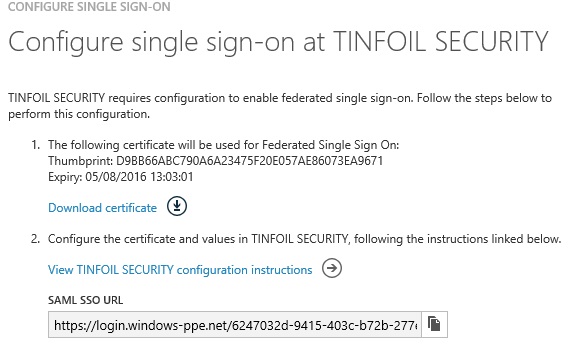 CONFIGURE SINGLE SIGN-ON
Configure single sign-on at TINFOIL SECURITY
TINFOIL SECURITY requires configuration to enable federated single sign-on. Follow the steps below to
perform this configuration.
1. The following certificate will be used for Federated Single Sign On:
Thumbprint: D9BB66ABC790A6A23475F20E057AE86073EA9671
Expiry: 05/08/2016 13:03:01
Download certificate
2. Configure the certificate and values in TINFOIL SECURITY, following the instructions linked below.
View TINFOIL SECURITY configuration instructions
SAML SSO URL
https://login.windows-ppe.net/6247032d-9415-403c-b72b-277